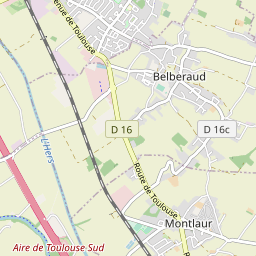 Avenue de Toulouse
Belberaud
D 16
D 16c
L'Hers
Route de Toulouse
Montlaur
Aire de Toulouse Sud